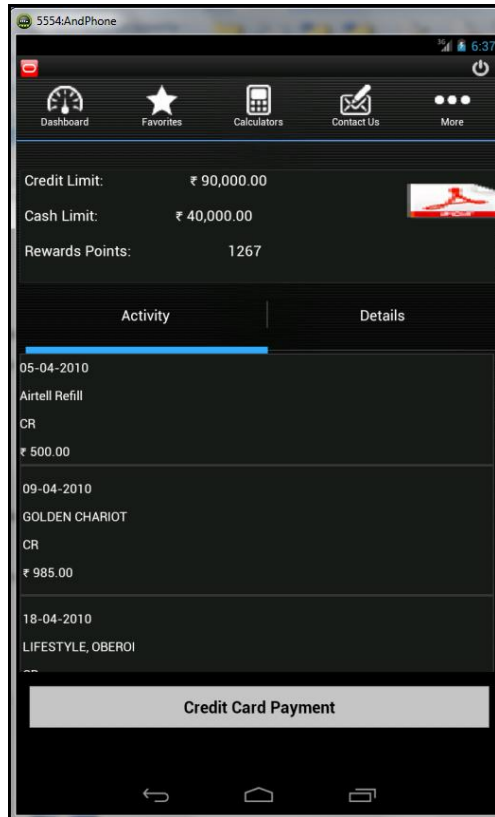 5554:AndPhone
3G 6:37
Dashboard Favorites Calculators Contact Us More
Credit Limit: ₹ 90,000.00
Cash Limit: ₹ 40,000.00
Rewards Points: 1267
Activity Details
05-04-2010
Airtell Refill
CR
₹ 500.00
09-04-2010
GOLDEN CHARIOT
CR
₹ 985.00
18-04-2010
LIFESTYLE, OBEROI
Credit Card Payment